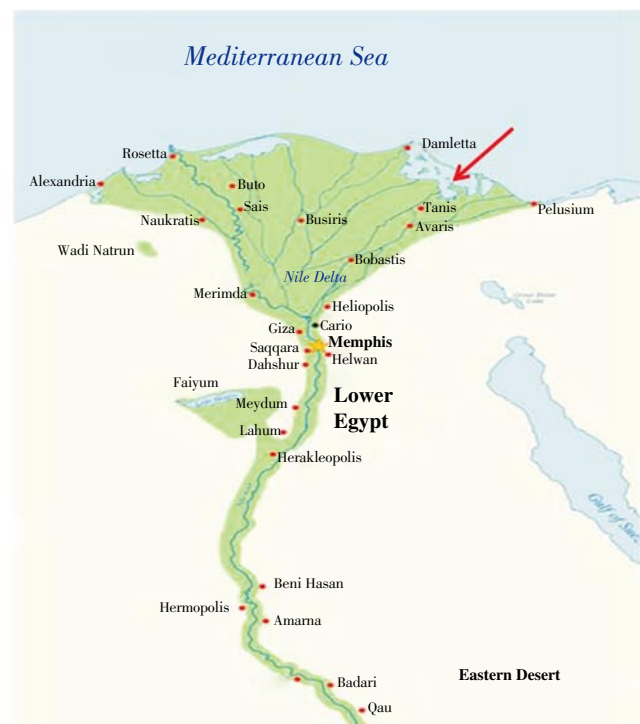 Mediterranean Sea
Damletta
Rosetta
Alexandria
Buto
Sais
Tanis
Pelusium
Naukratis
Busiris
Avaris
Wadi Natrun
Bobastis
Nile Delta
Merimda
Heliopolis
Giza
Cario
Saqqara
Memphis
Dahshur
Helwan
Faiyum
Lower
Egypt
Meydum
Lahum
Herakleopolis
Gulf of
Beni Hasan
Hermopolis
Amarna
Eastern Desert
Badari
Qau